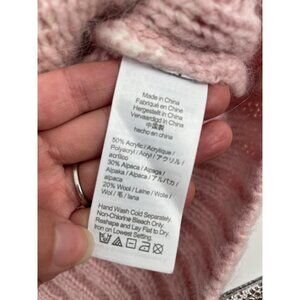 Made in China
Fabriqué en Chine
Vervaardigd in China
中國製
hecho en china
50% Acrylic / Acrylique /
Polyacryl / Acryl / アクリル /
acrílico
30% Alpaca / Alpaga /
Alpaka / Alpaca / アルパカ /
alpaca
20% Wool / Laine / Wolle /
Wol / 毛 / lana
Hand Wash Cold Separately.
Non-Chlorine Bleach Only.
Reshape and Lay Flat to Dry.
Iron on Lowest Setting.